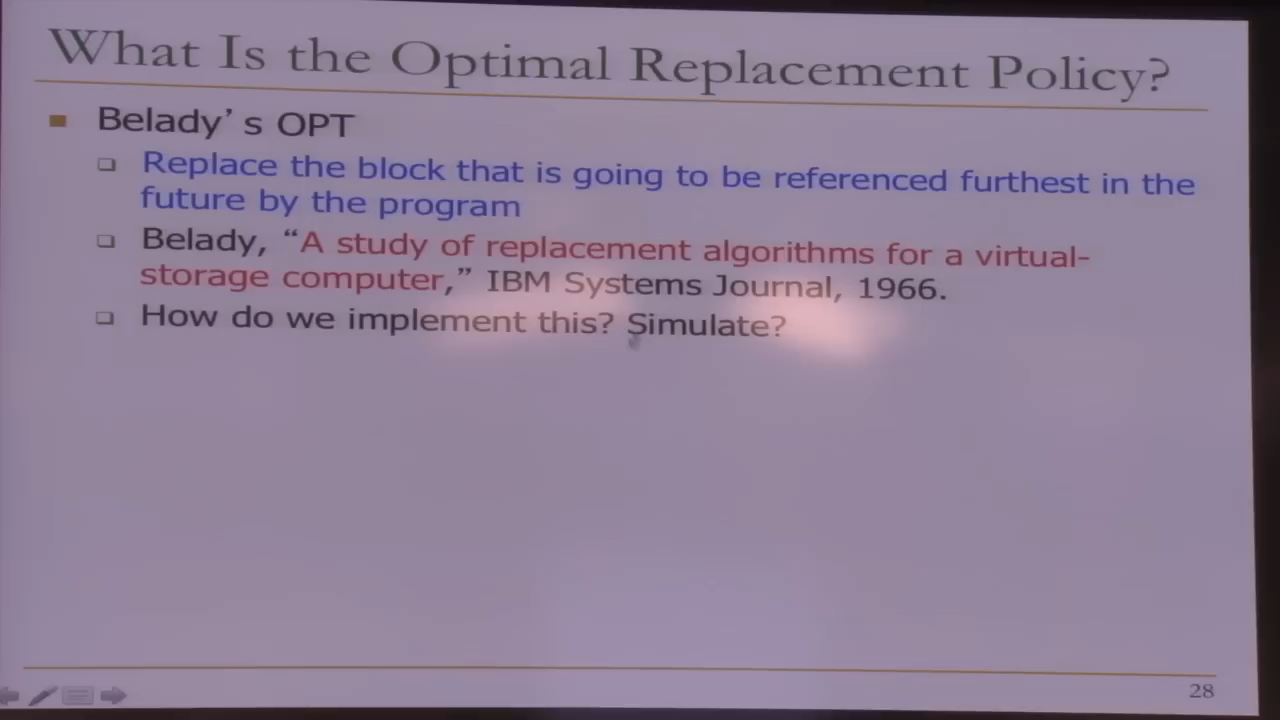 What Is the Optimal Replacement Policy?
Belady's OPT
Replace the block that is going to be referenced furthest in the
future by the program
Belady, “A study of replacement algorithms for a virtual-
storage computer,” IBM Systems Journal, 1966.
How do we implement this? Simulate?
28